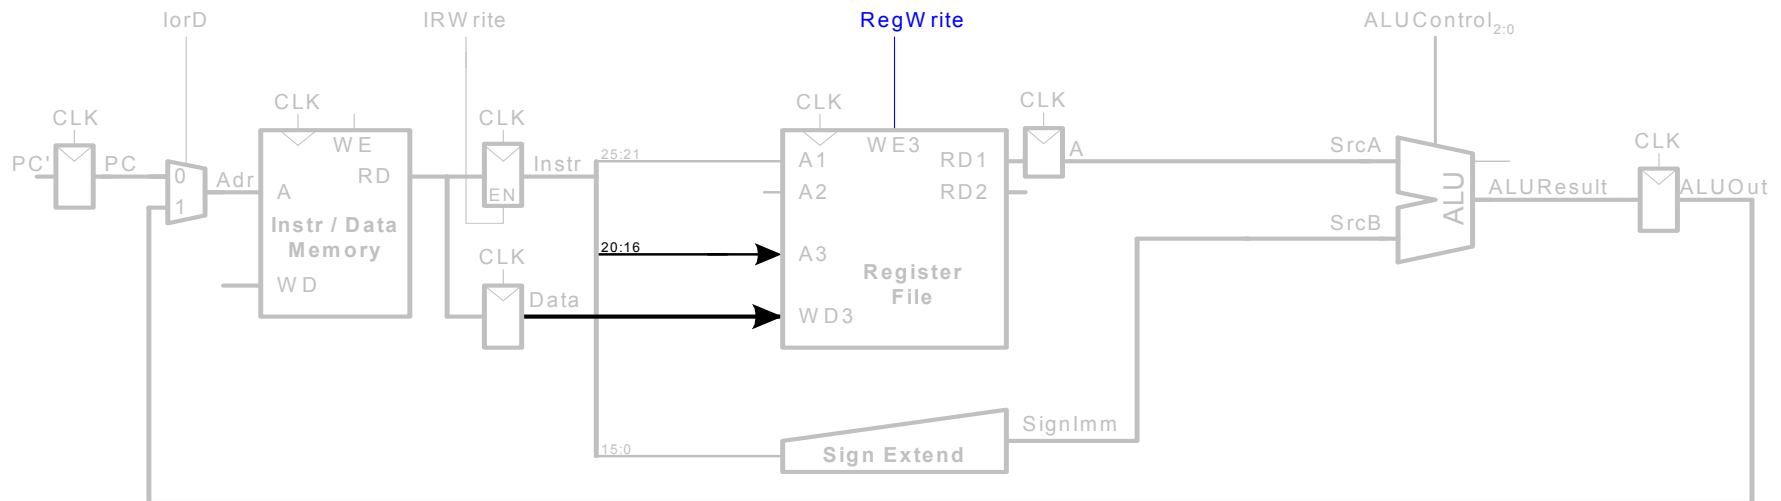 IorD
IRWrite
RegWrite
ALUControl2:0
CLK
CLK
CLK
CLK
CLK
CLK
PC'
PC
0
1
Adr
WE
A
RD
Instr / Data
Memory
WD
EN
Instr
CLK
Data
25:21
20:16
15:0
A1
WE3
RD1
A2
RD2
A3
Register
File
WD3
A
SrcA
SrcB
ALU
ALUResult
ALUOut
SignImm
Sign Extend